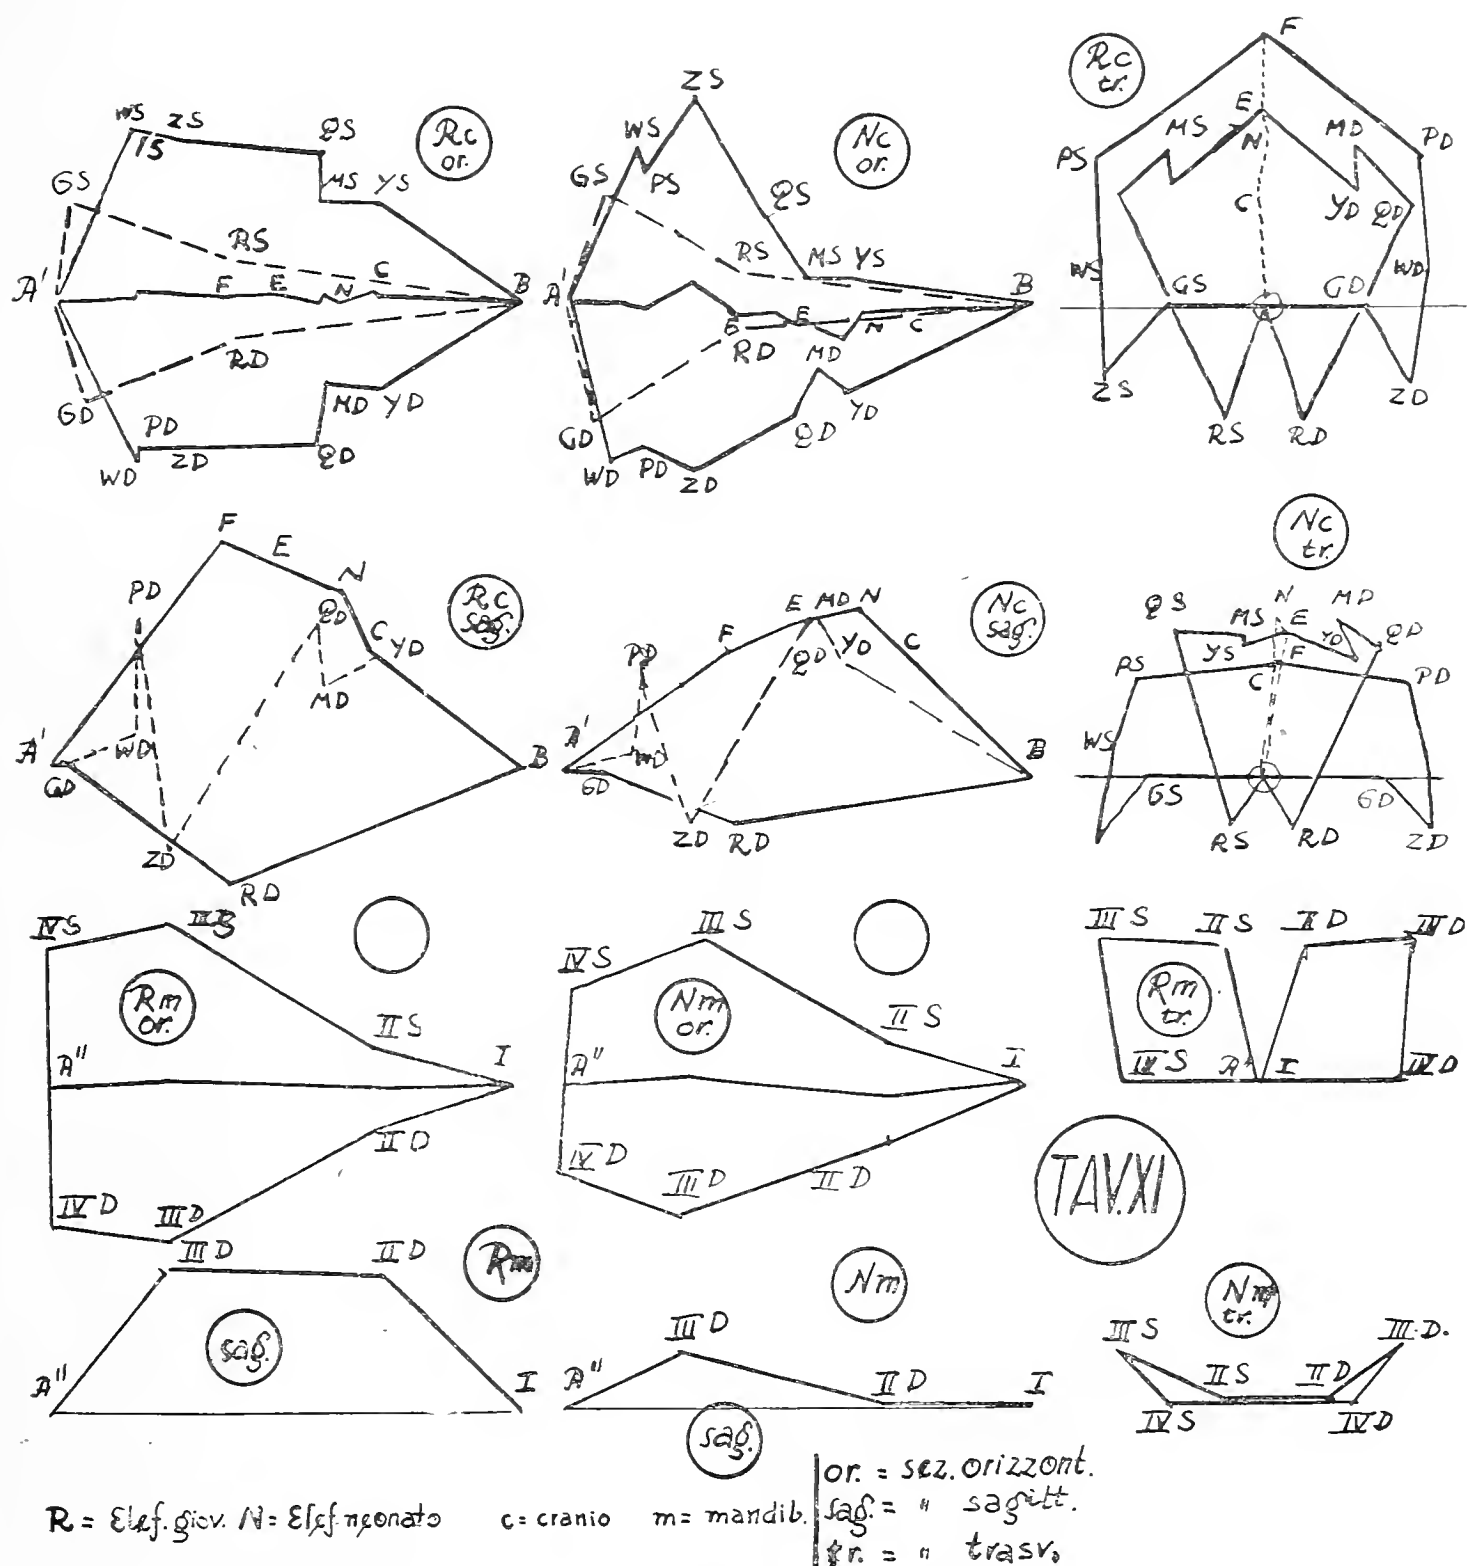 Rc or.
WS ZS QS
TS
GS MS YS
RS
A' F E N C B
RD
GD PD MD YD
WD ZD QD
Nc or.
ZS
WS
GS PS QS
RS MS YS
A' E N C B
RD MD
GD YD
WD PD ZD QD
Rc tr.
F
E
MS N MD
PS PD
C YD QD
WS WD
GS A GD
ZS ZD
RS RD
Rc sag.
F E
PD QD N
C YD
MD
A' WD B
GD
ZD RD
Nc sag.
E MD N
F QD YD C
PD
A' WD B
GD
ZD RD
Nc tr.
N MD
QS MS E QD
YS YD
PS F PD
C
WS
GS GD
RS RD ZD
Rm or.
IVS III S
II S
A" I
II D
IV D III D
Nm or.
III S
IV S
II S
A" I
IV D III D II D
Rm tr.
III S II S II D IV D
IV S A" I IV D
TAV.XI
Rm
III D II D
sag.
A" I
Nm
III D
A" II D I
sag.
Nm tr.
III S III D.
II S II D
IV S IV D
R = Elef. giov. N = Elef. neonato c = cranio m = mandib.
or. = sez. orizzont.
sag. = " sagitt.
tr. = " trasv.